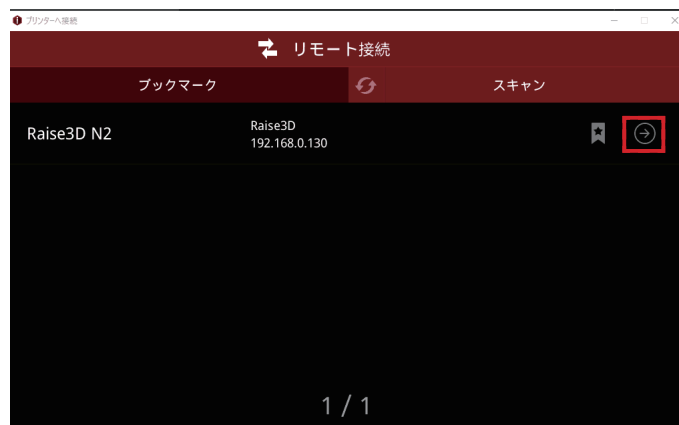 プリンターへ接続
リモート接続
ブックマーク
スキャン
Raise3D N2
Raise3D
192.168.0.130
1 / 1